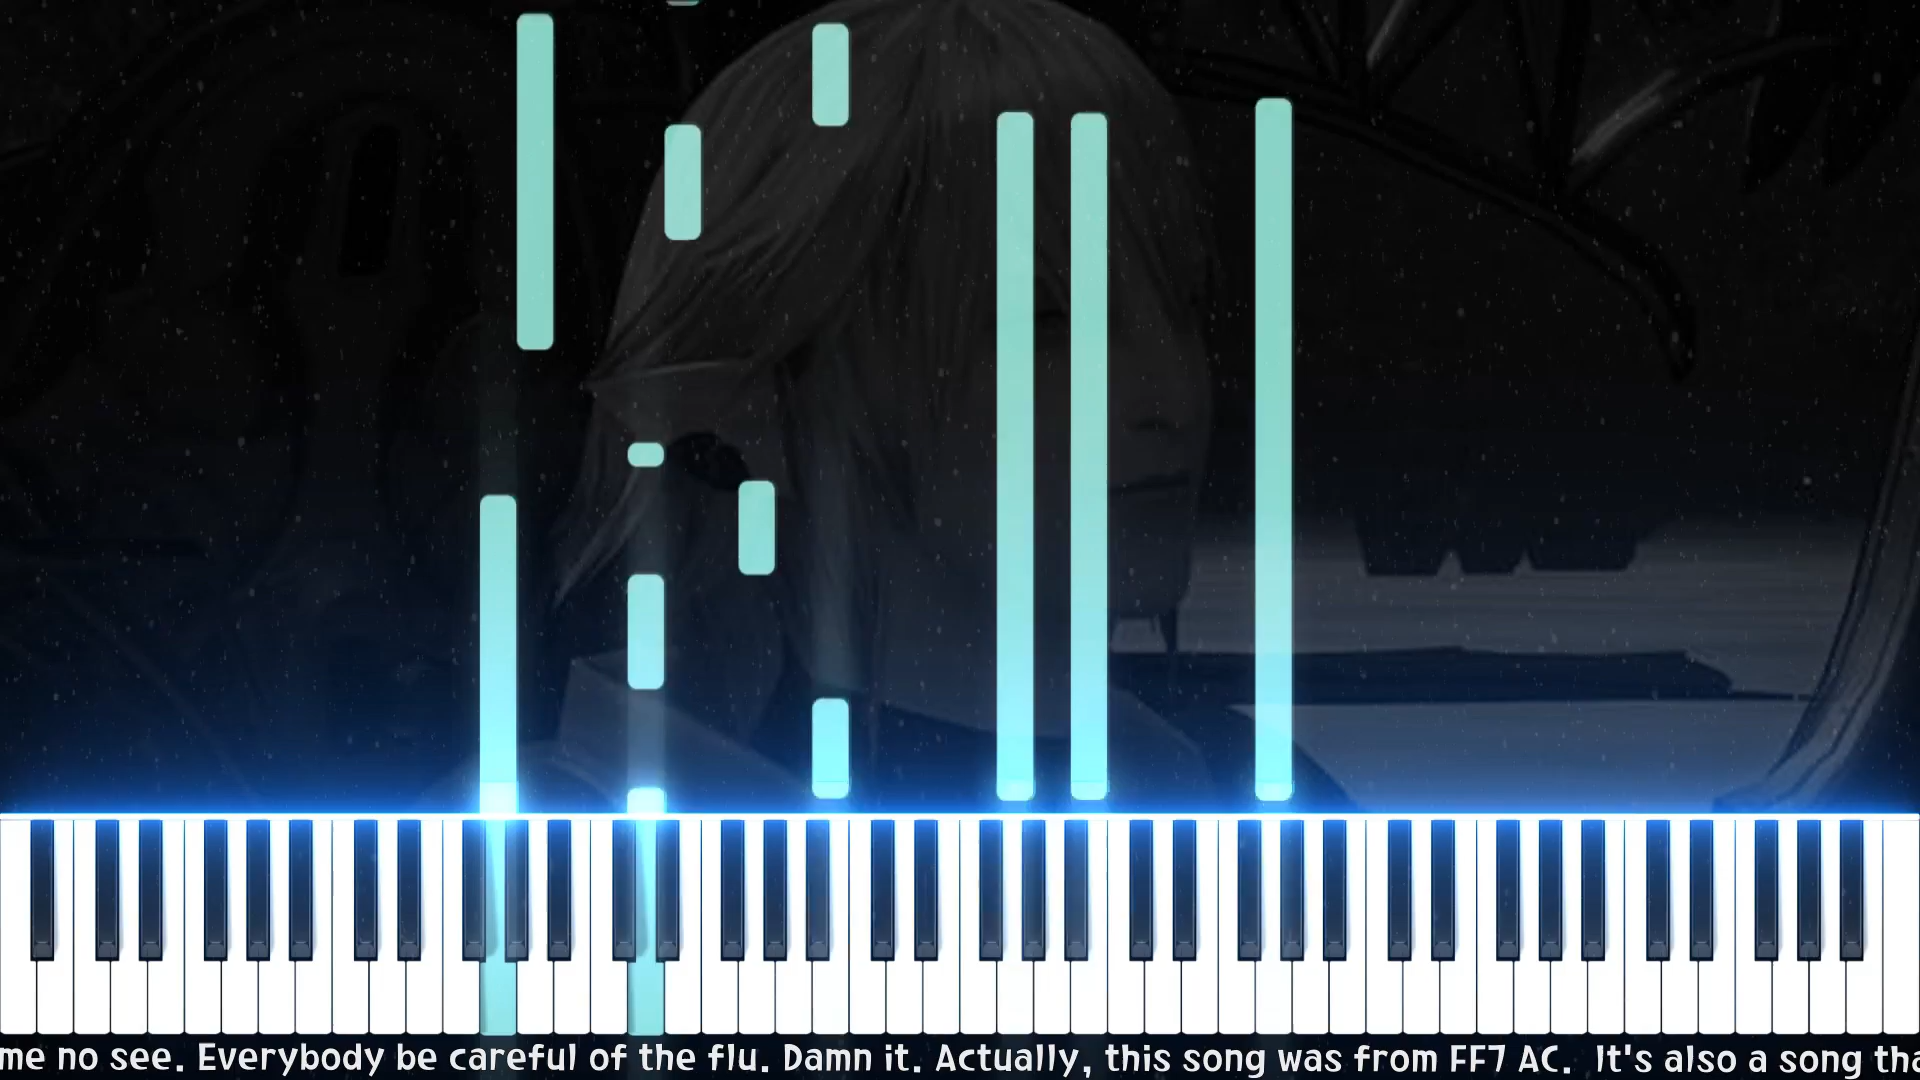 me no see. Everybody be careful of the flu. Damn it. Actually, this song was from FF7 AC. It's also a song tha